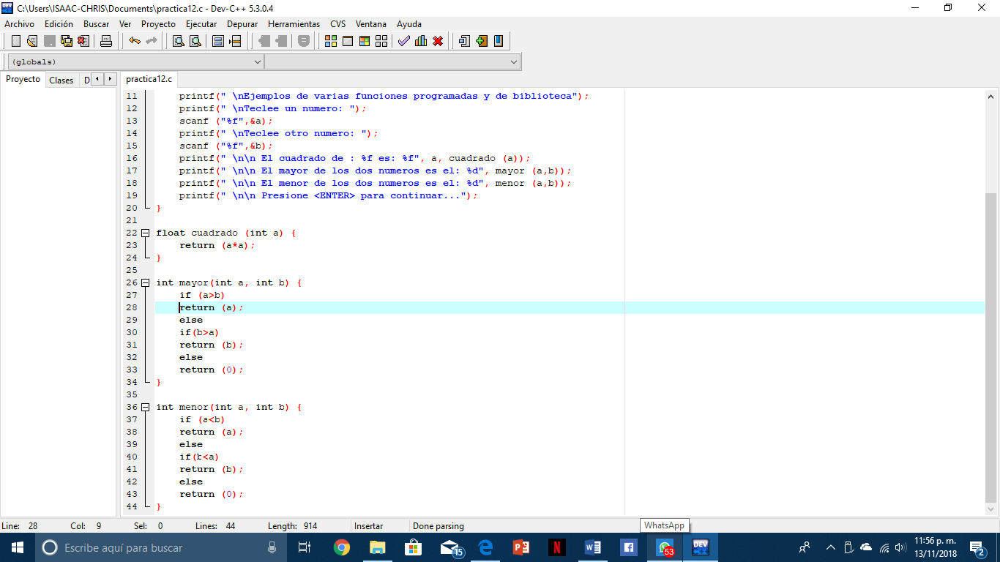 C:\Users\ISAAC-CHRIS\Documents\practica12.c - Dev-C++ 5.3.0.4
Archivo Edición Buscar Ver Proyecto Ejecutar Depurar Herramientas CVS Ventana Ayuda
(globals)
Proyecto Clases D practica12.c
11 printf(" \nEjemplos de varias funciones programadas y de biblioteca");
12 printf(" \nTeclee un numero: ");
13 scanf ("%f",&a);
14 printf(" \nTeclee otro numero: ");
15 scanf ("%f",&b);
16 printf(" \n\n El cuadrado de : %f es: %f", a, cuadrado (a));
17 printf(" \n\n El mayor de los dos numeros es el: %d", mayor (a,b));
18 printf(" \n\n El menor de los dos numeros es el: %d", menor (a,b));
19 printf(" \n\n Presione <ENTER> para continuar...");
20 }
21
22 float cuadrado (int a) {
23 return (a*a);
24 }
25
26 int mayor(int a, int b) {
27 if (a>b)
28 return (a);
29 else
30 if(b>a)
31 return (b);
32 else
33 return (0);
34 }
35
36 int menor(int a, int b) {
37 if (a<b)
38 return (a);
39 else
40 if(b<a)
41 return (b);
42 else
43 return (0);
44 }
Line: 28 Col: 9 Sel: 0 Lines: 44 Length: 914 Insertar Done parsing
WhatsApp
Escribe aquí para buscar
15
53
DEV
11:56 p. m.
13/11/2018
2